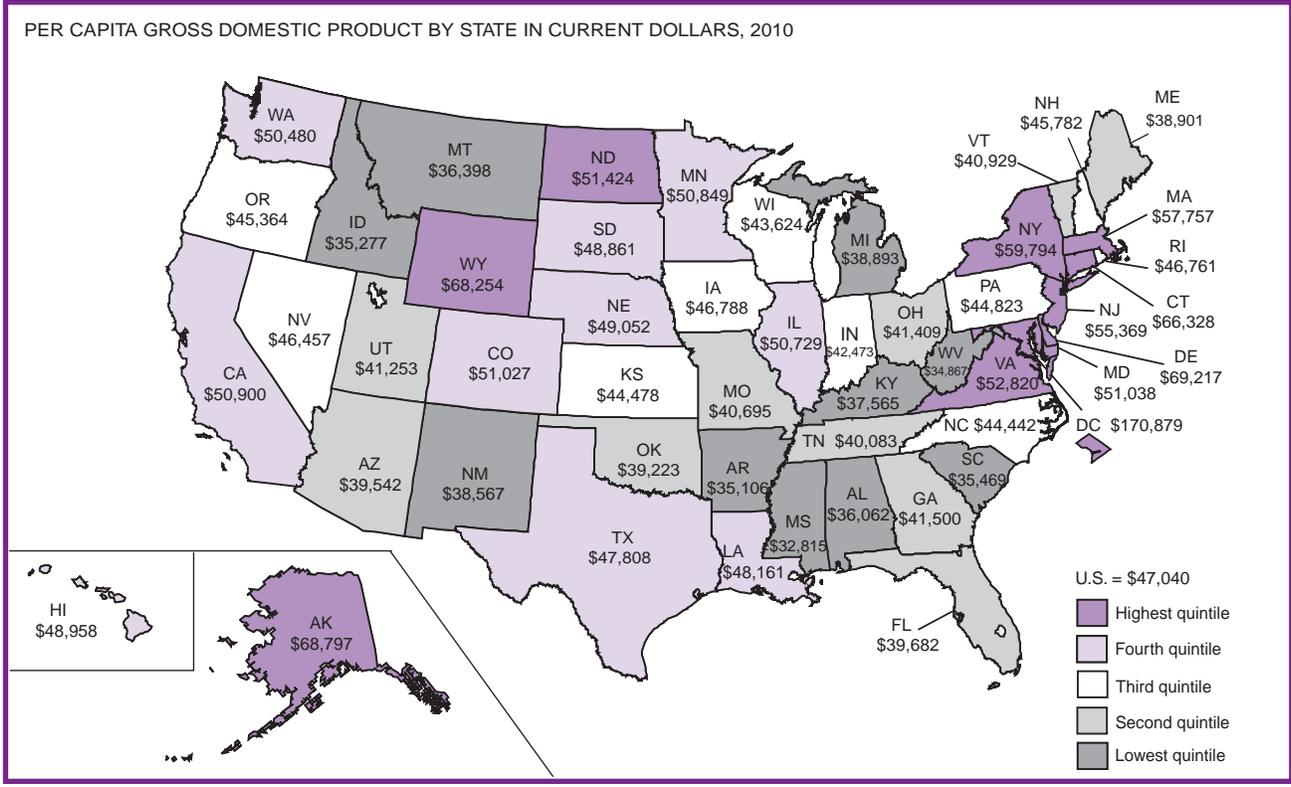 PER CAPITA GROSS DOMESTIC PRODUCT BY STATE IN CURRENT DOLLARS, 2010
WA
$50,480
OR
$45,364
CA
$50,900
NV
$46,457
ID
$35,277
MT
$36,398
WY
$68,254
UT
$41,253
AZ
$39,542
CO
$51,027
NM
$38,567
ND
$51,424
SD
$48,861
NE
$49,052
KS
$44,478
OK
$39,223
TX
$47,808
MN
$50,849
IA
$46,788
MO
$40,695
AR
$35,106
LA
$48,161
WI
$43,624
IL
$50,729
MI
$38,893
IN
$42,473
OH
$41,409
KY
$37,565
TN $40,083
MS
$32,815
AL
$36,062
GA
$41,500
FL
$39,682
SC
$35,469
NC $44,442
VA
$52,820
WV
$34,867
PA
$44,823
NY
$59,794
VT
$40,929
NH
$45,782
ME
$38,901
MA
$57,757
RI
$46,761
CT
$66,328
NJ
$55,369
DE
$69,217
MD
$51,038
DC $170,879
HI
$48,958
AK
$68,797
U.S. = $47,040
Highest quintile
Fourth quintile
Third quintile
Second quintile
Lowest quintile